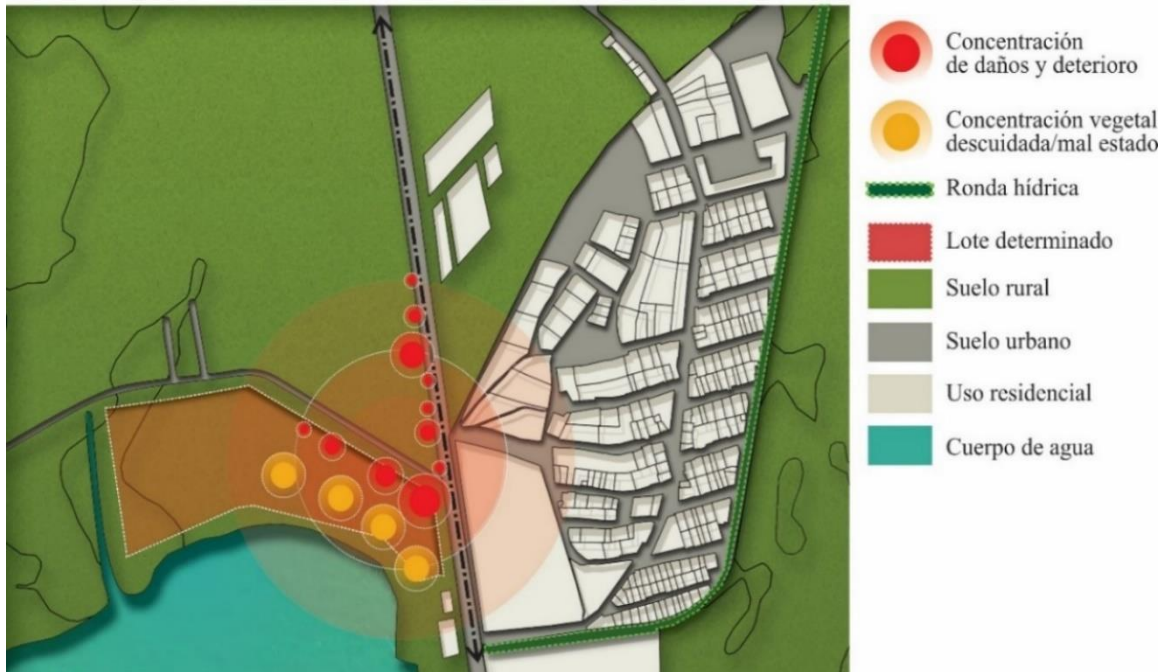 Concentración
de daños y deterioro
Concentración vegetal
descuidada/mal estado
Ronda hídrica
Lote determinado
Suelo rural
Suelo urbano
Uso residencial
Cuerpo de agua